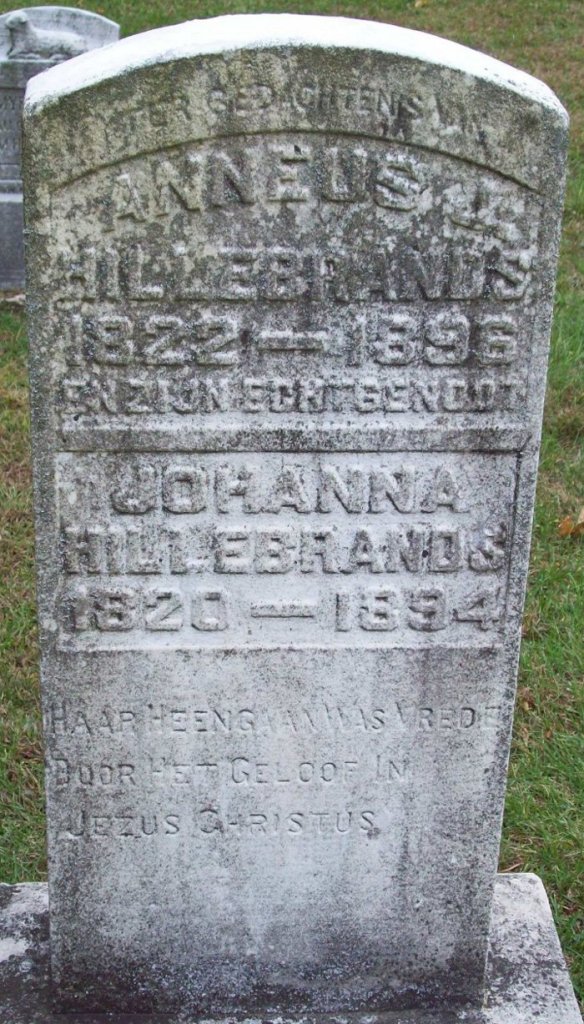 TER GEDACHTENIS VAN
ANNEUS J.
HILLEBRANDS
1822 — 1896
EN ZIJN ECHTGENOOT
JOHANNA
HILLEBRANDS
1820 — 1894
HAAR HEENGAAN WAS VREDE
DOOR HET GELOOF IN
JEZUS CHRISTUS